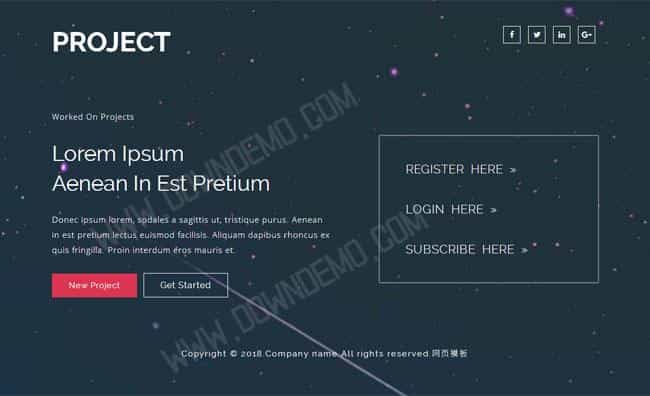 PROJECT
Worked On Projects
Lorem Ipsum
Aenean In Est Pretium
Donec ipsum lorem, sodales a sagittis ut, tristique purus. Aenean
in est pretium lectus euismod facilisis. Aliquam dapibus rhoncus ex
quis fringilla. Proin interdum eros mauris et.
New Project
Get Started
REGISTER HERE »
LOGIN HERE »
SUBSCRIBE HERE »
Copyright © 2018.Company name All rights reserved.网页模板
WWW.DOWNDEMO.COM
WWW.DOWNDEMO.COM